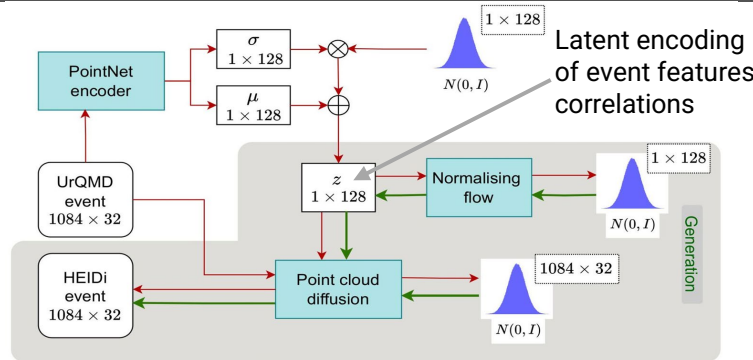 σ
1 × 128
1 × 128
PointNet
encoder
μ
1 × 128
N(0, I)
Latent encoding
of event features
correlations
UrQMD
event
1084 × 32
z
1 × 128
Normalising
flow
1 × 128
N(0, I)
Generation
HEIDi
event
1084 × 32
Point cloud
diffusion
1084 × 32
N(0, I)